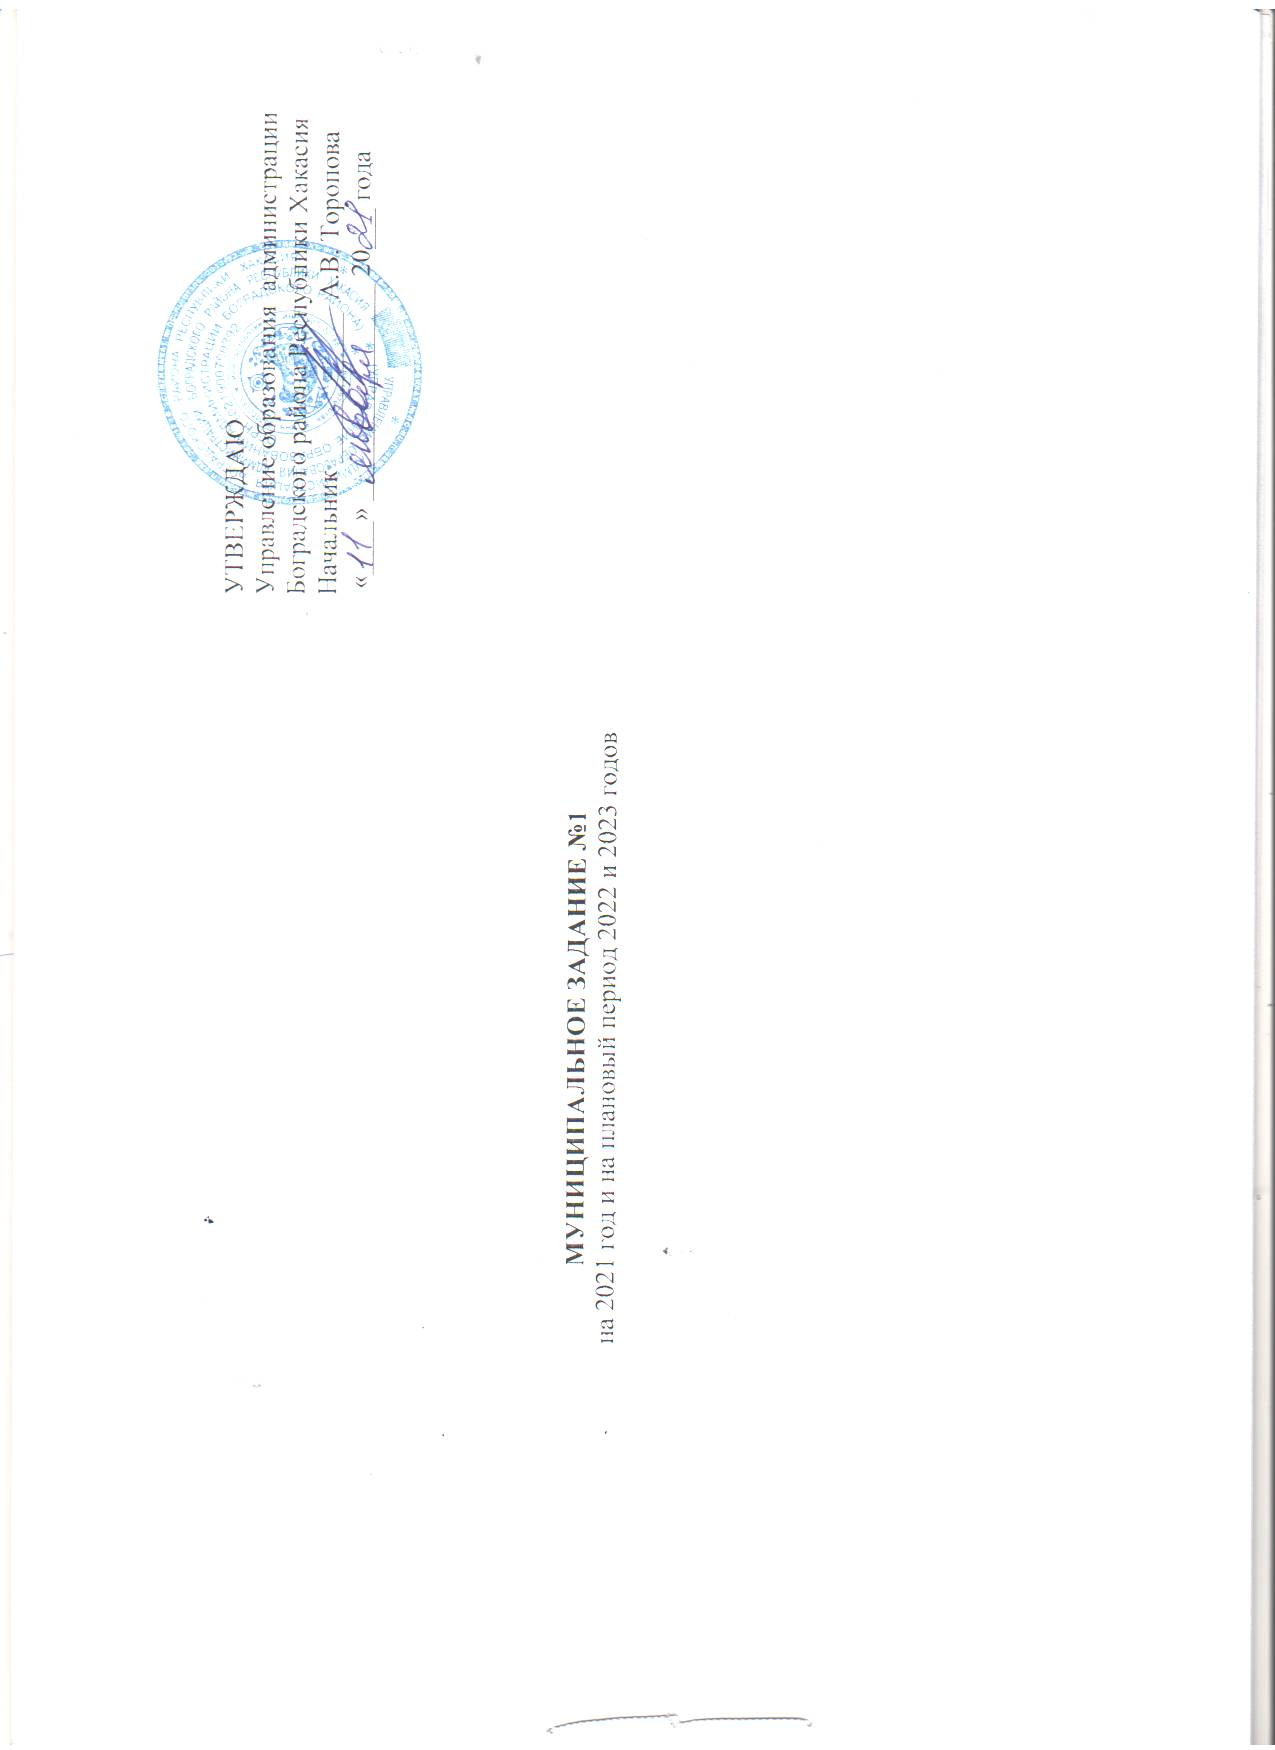 УТВЕРЖДАЮ
Управление образования администрации
Боградского района Республики Хакасия
Начальник А.В. Торопова
« 11 » января 2021 года
МУНИЦИПАЛЬНОЕ ЗАДАНИЕ №1
на 2021 год и на плановый период 2022 и 2023 годов